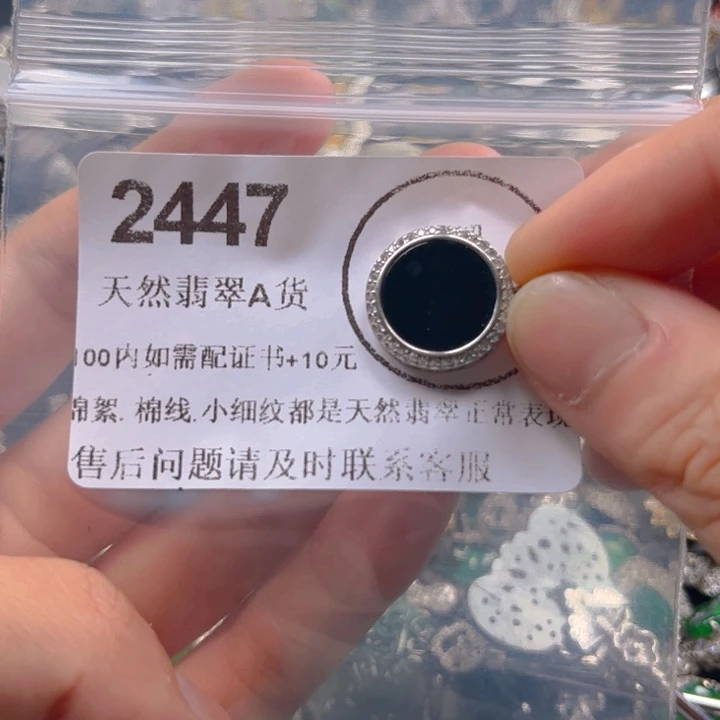 2447
天然翡翠A货
00内如需配证书+10元
棉絮. 棉线.小细纹都是天然翡翠正常表现
售后问题请及时联系客服